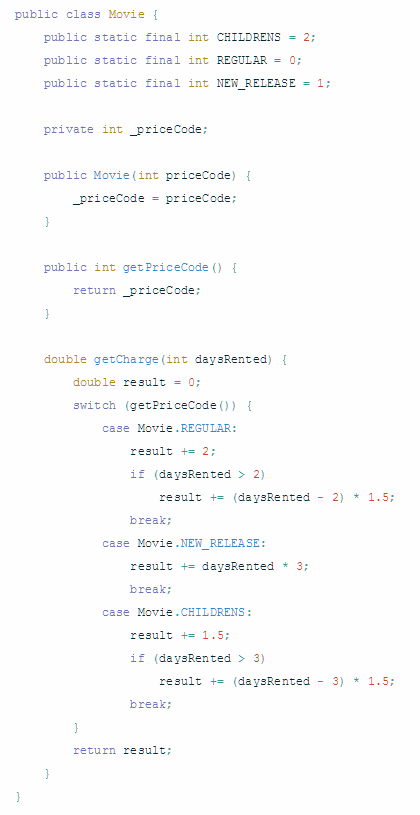 public class Movie {
    public static final int CHILDRENS = 2;
    public static final int REGULAR = 0;
    public static final int NEW_RELEASE = 1;

    private int _priceCode;

    public Movie(int priceCode) {
        _priceCode = priceCode;
    }

    public int getPriceCode() {
        return _priceCode;
    }

    double getCharge(int daysRented) {
        double result = 0;
        switch (getPriceCode()) {
            case Movie.REGULAR:
                result += 2;
                if (daysRented > 2)
                    result += (daysRented - 2) * 1.5;
                break;
            case Movie.NEW_RELEASE:
                result += daysRented * 3;
                break;
            case Movie.CHILDRENS:
                result += 1.5;
                if (daysRented > 3)
                    result += (daysRented - 3) * 1.5;
                break;
        }
        return result;
    }
}